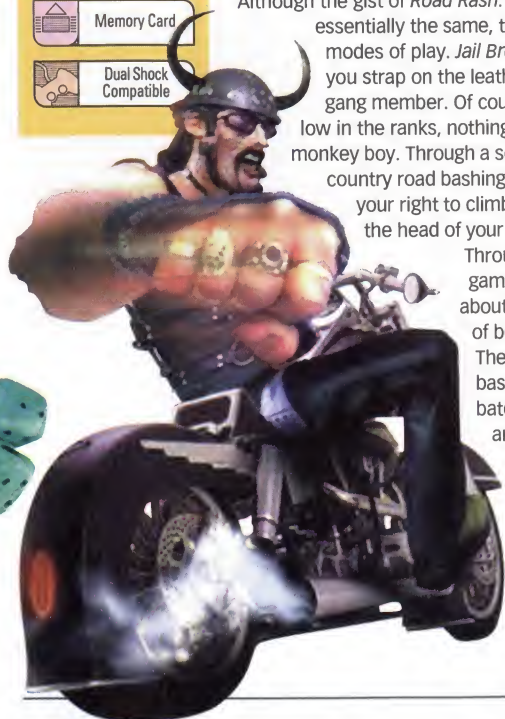 Memory Card
Dual Shock
Compatible
Although the gist of Road Rash:
essentially the same, t
modes of play. Jail Br
you strap on the leath
gang member. Of cou
low in the ranks, nothing
monkey boy. Through a se
country road bashing
your right to climb
the head of your
Throu
gam
about
of b
The
bas
bate
ar